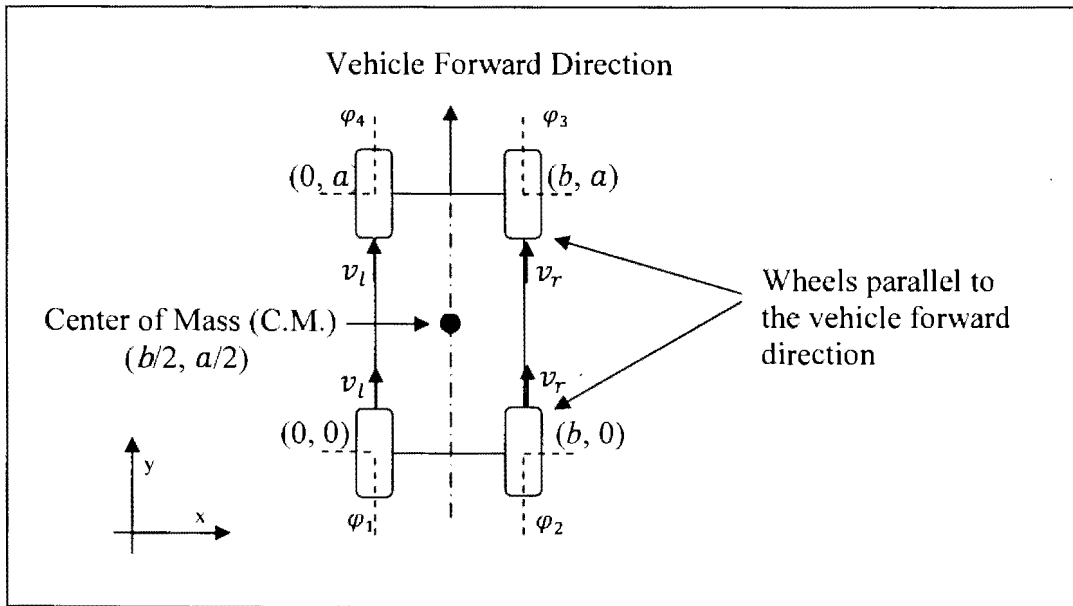 Vehicle Forward Direction
φ₄
φ₃
(0, a)
(b, a)
v_l
v_r
Wheels parallel to
the vehicle forward
direction
Center of Mass (C.M.)
(b/2, a/2)
v_l
v_r
(0, 0)
(b, 0)
y
x
φ₁
φ₂